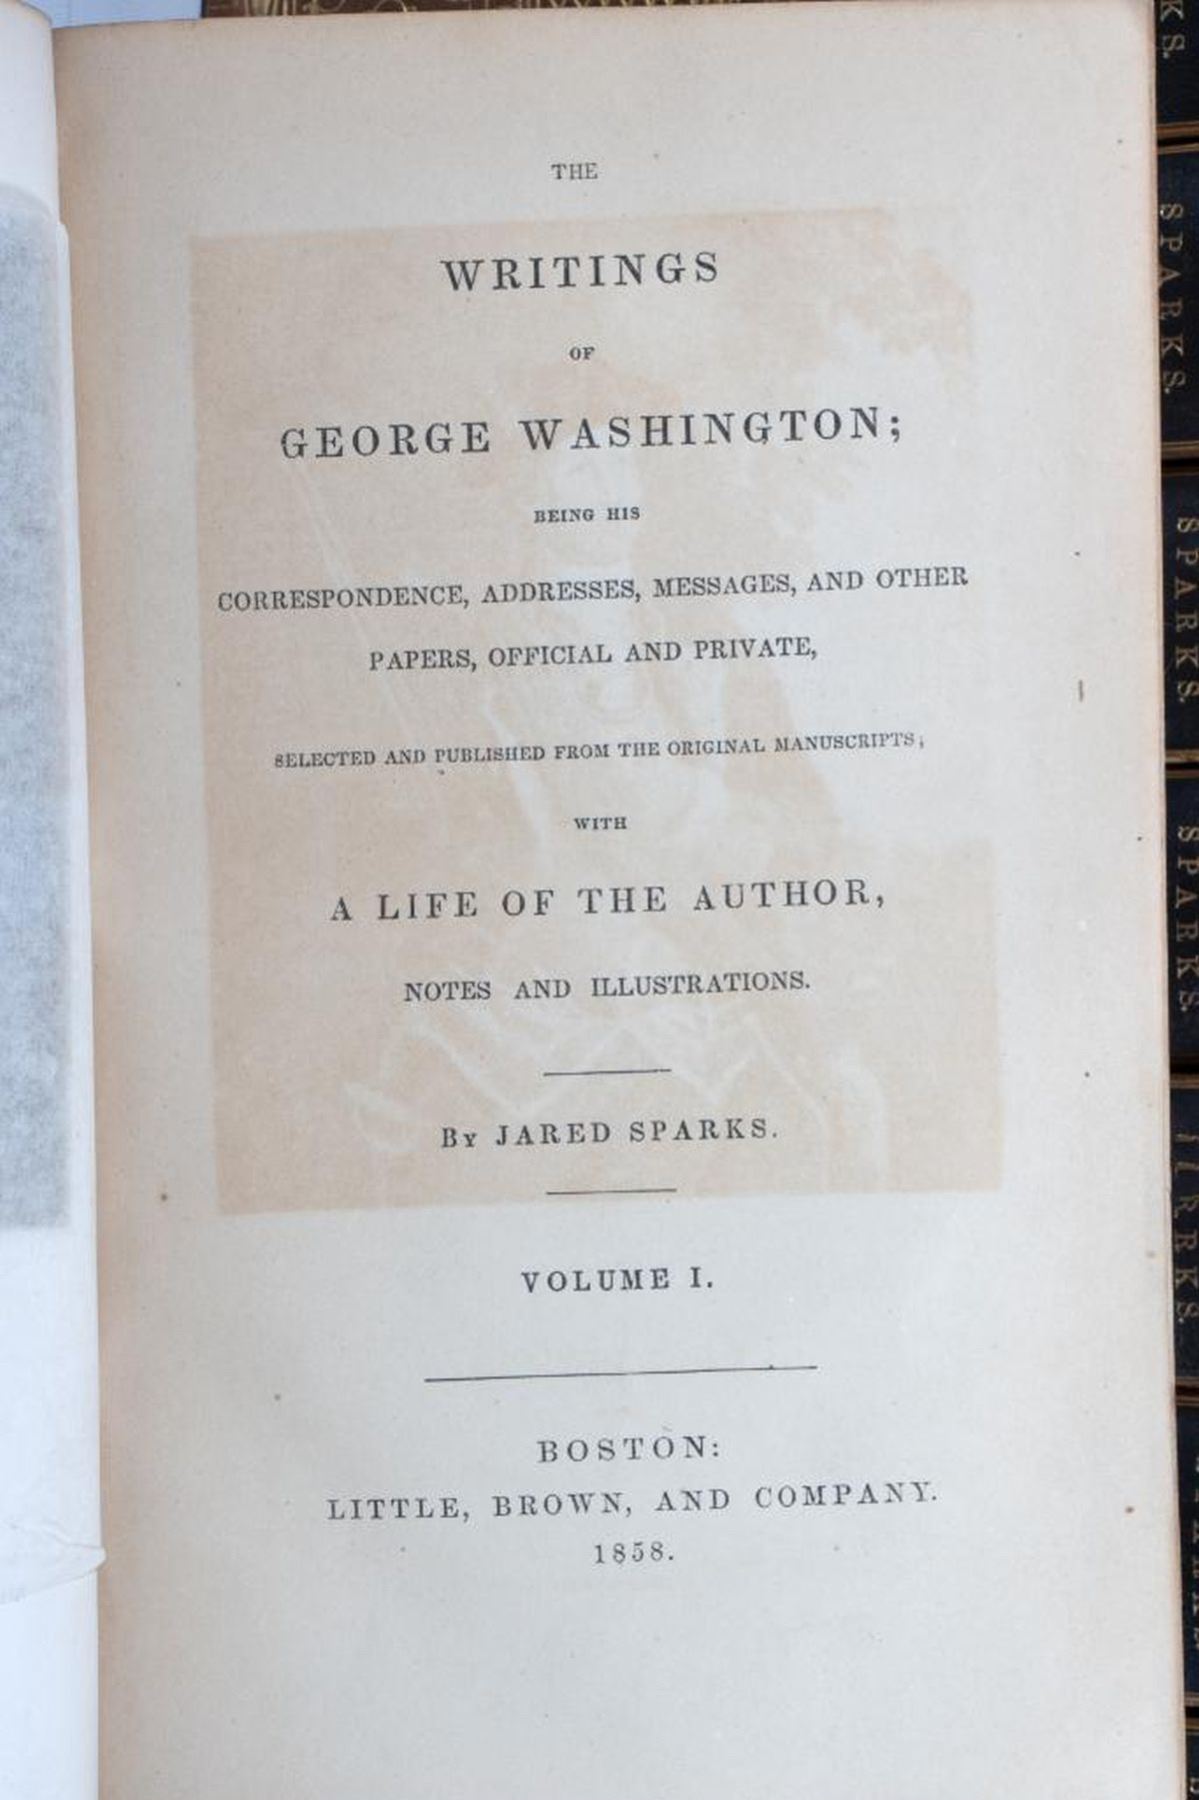 THE
WRITINGS
OF
GEORGE WASHINGTON;
BEING HIS
CORRESPONDENCE, ADDRESSES, MESSAGES, AND OTHER
PAPERS, OFFICIAL AND PRIVATE,
SELECTED AND PUBLISHED FROM THE ORIGINAL MANUSCRIPTS;
WITH
A LIFE OF THE AUTHOR,
NOTES AND ILLUSTRATIONS.
BY JARED SPARKS.
VOLUME I.
BOSTON:
LITTLE, BROWN, AND COMPANY.
1858.
KS.
SPARKS.
SPARKS.
SPARKS.